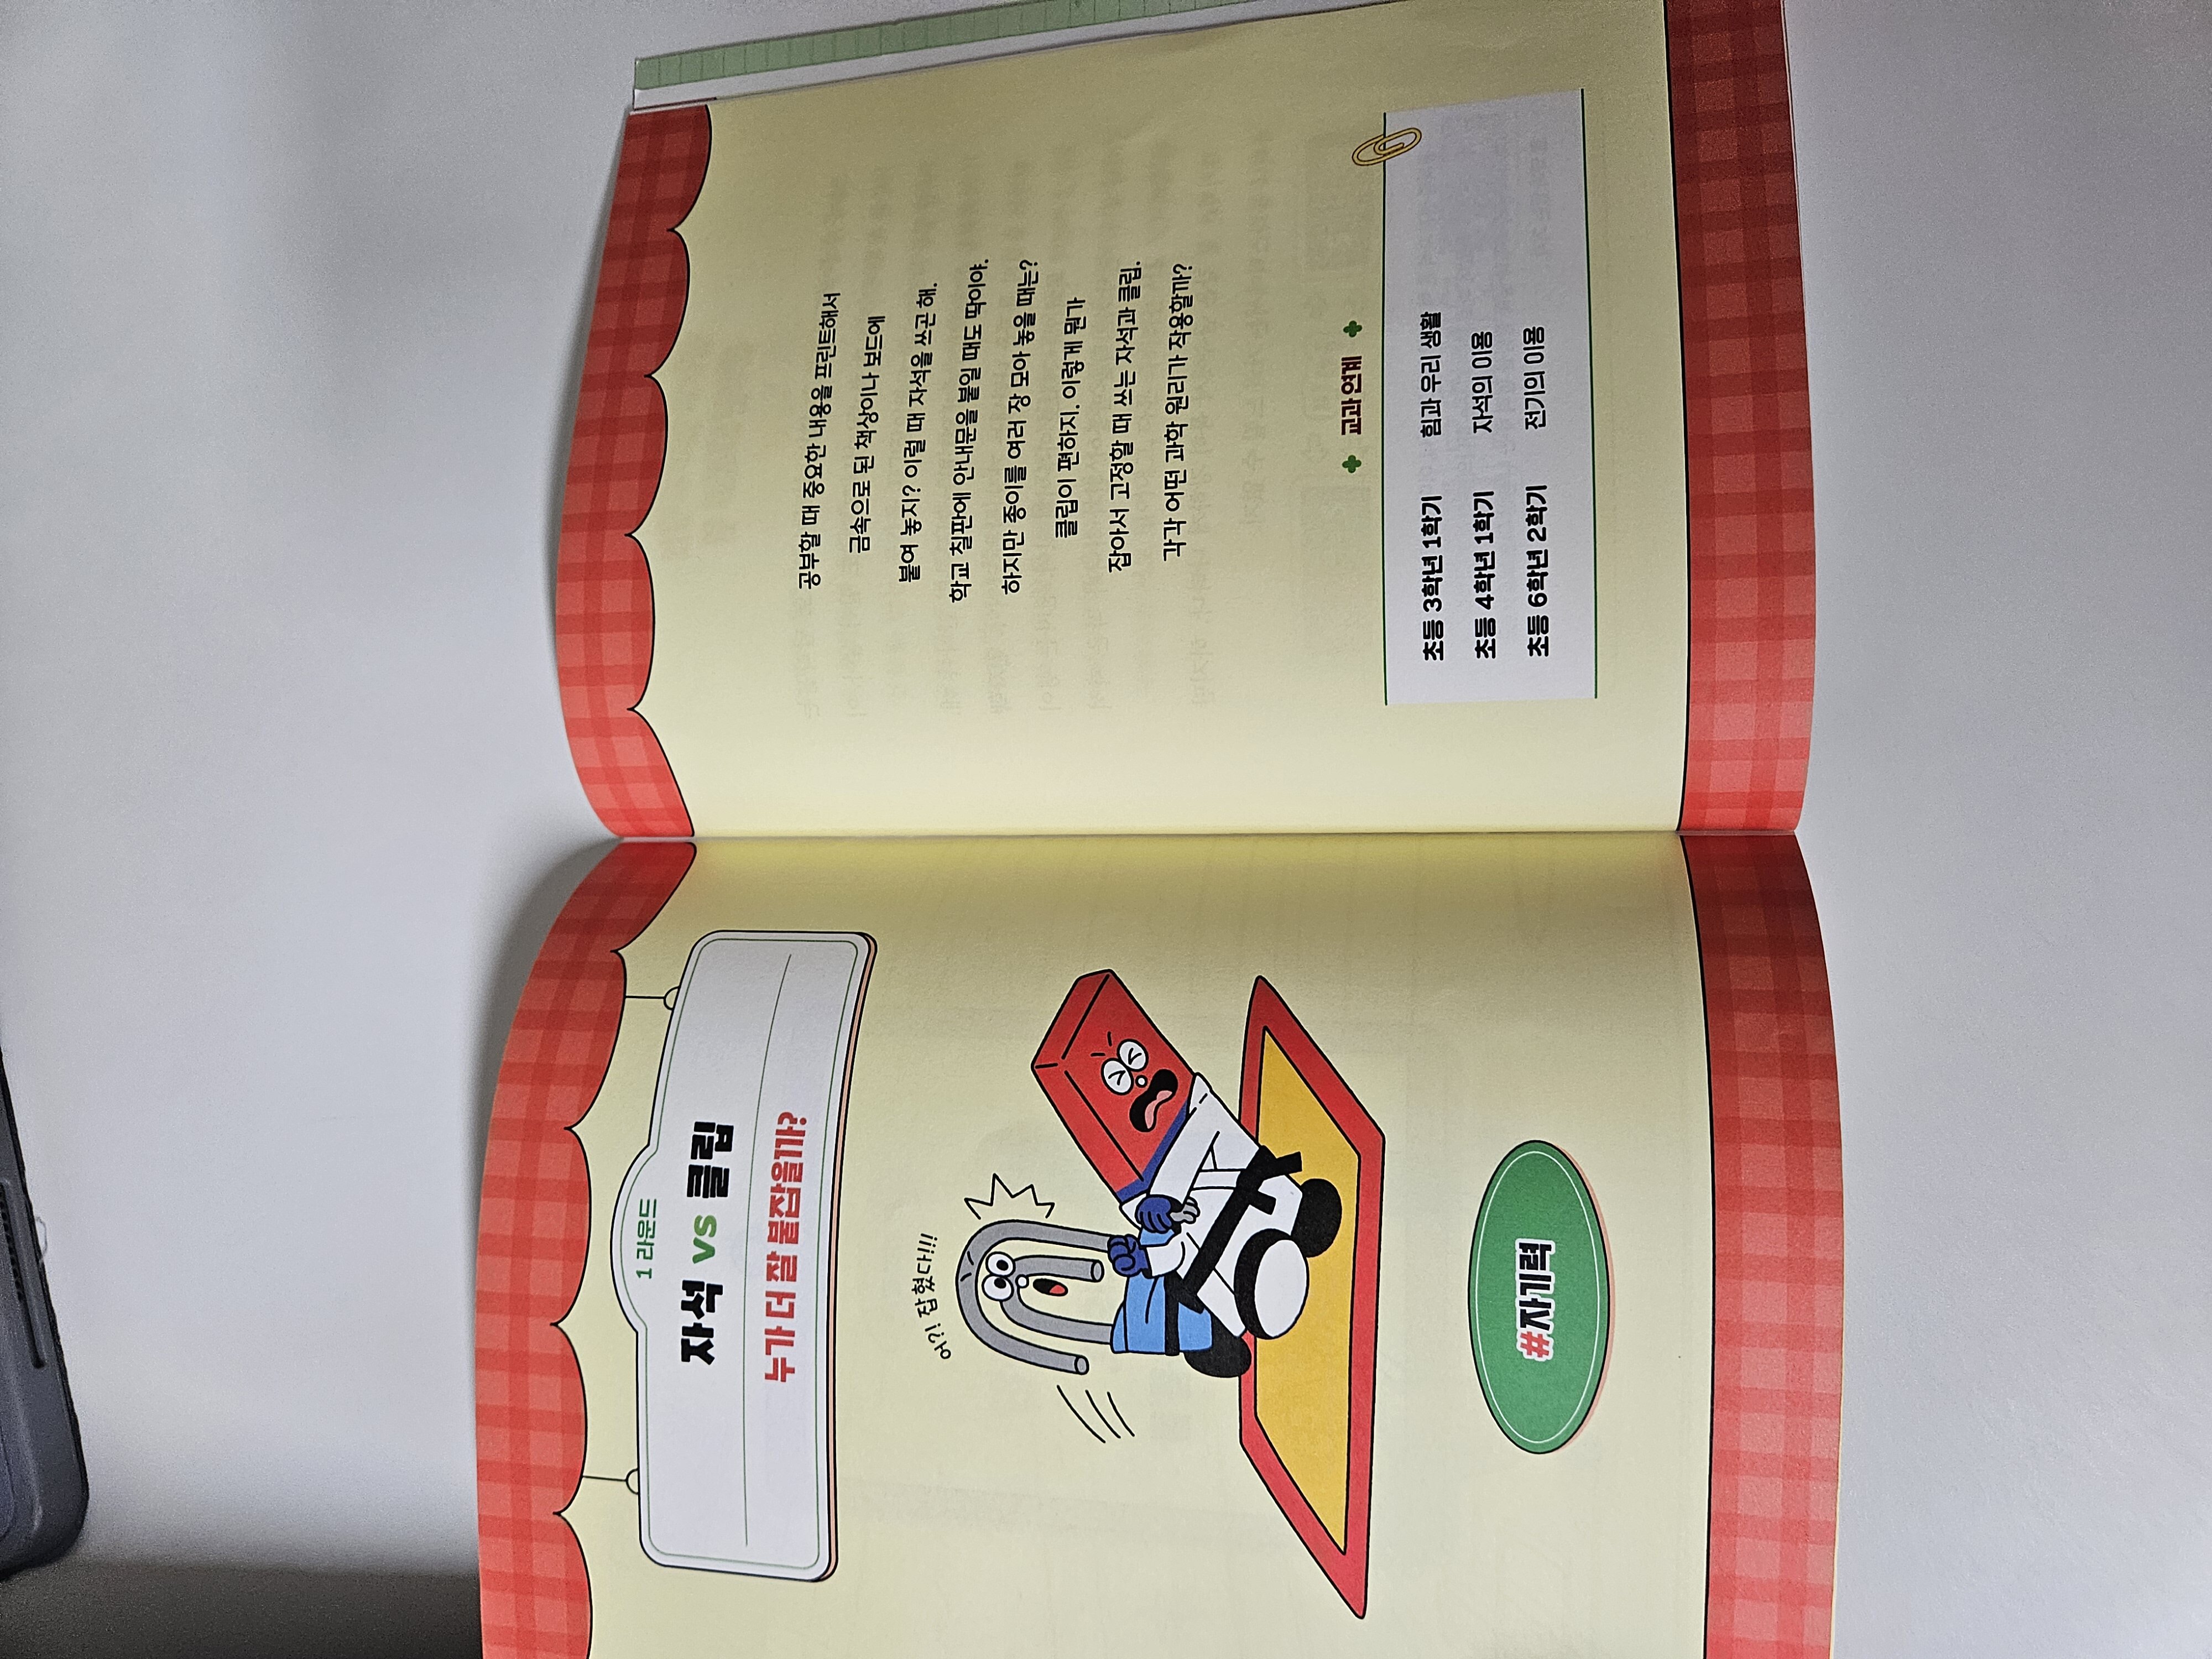 1 라운드
자석 vs 클립
누가 더 잘 붙잡을까?
어?! 잡혔다!!!
#자기력
공부할 때 중요한 내용을 프린트해서
금속으로 된 책상이나 보드에
붙여 놓지? 이럴 때 자석을 쓰곤 해.
학교 칠판에 안내문을 붙일 때도 딱이야.
하지만 종이를 여러 장 모아 놓을 때는?
클립이 편하지. 이렇게 뭔가
잡아서 고정할 때 쓰는 자석과 클립.
각각 어떤 과학 원리가 작용할까?
교과 연계
초등 3학년 1학기 힘과 우리 생활
초등 4학년 1학기 자석의 이용
초등 6학년 2학기 전기의 이용